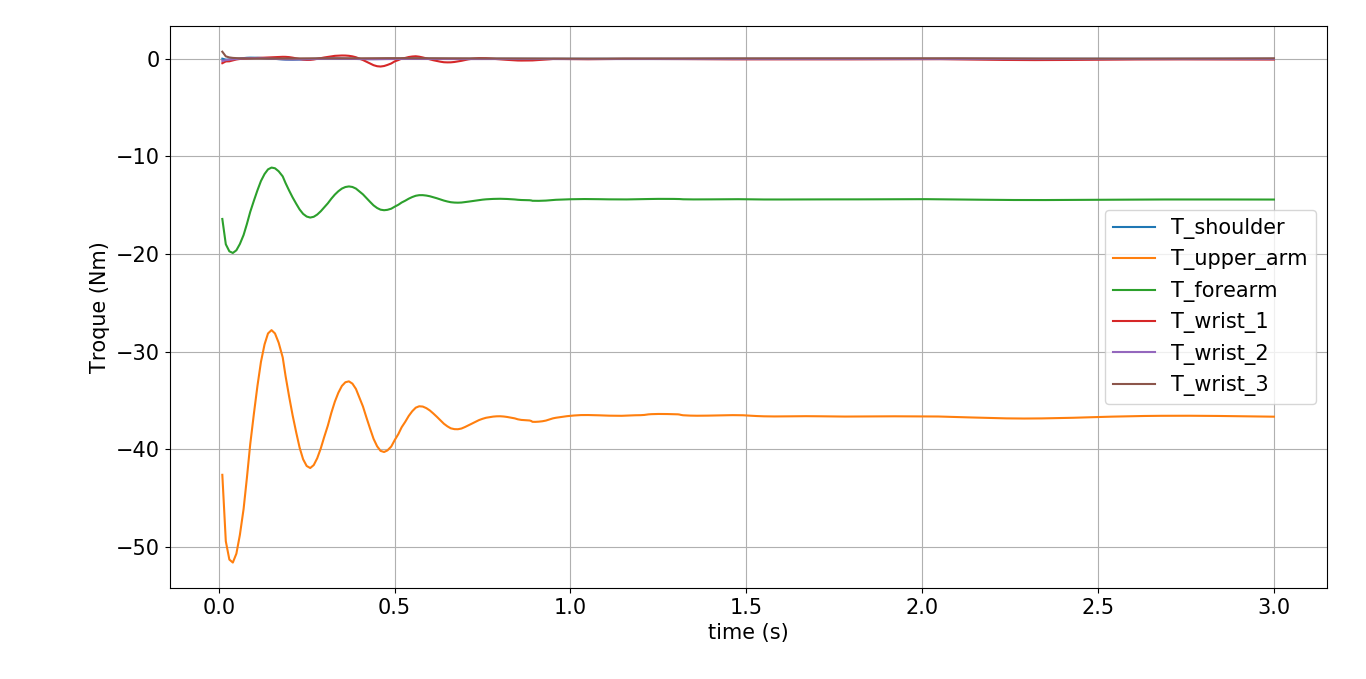 0
−10
−20
−30
−40
−50
Troque (Nm)
0.0 0.5 1.0 1.5 2.0 2.5 3.0
time (s)
T_shoulder
T_upper_arm
T_forearm
T_wrist_1
T_wrist_2
T_wrist_3